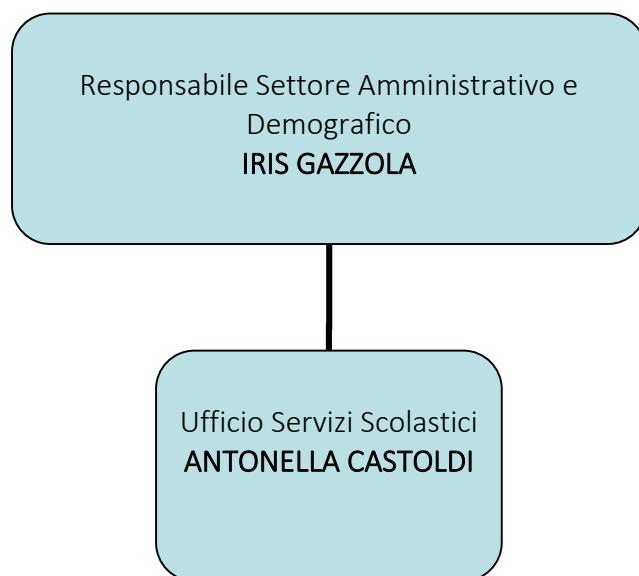 Responsabile Settore Amministrativo e
Demografico
IRIS GAZZOLA
Ufficio Servizi Scolastici
ANTONELLA CASTOLDI